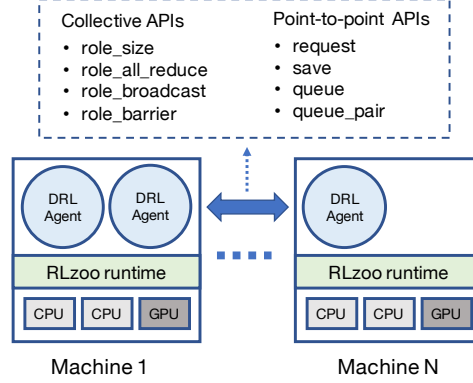 Collective APIs
• role_size
• role_all_reduce
• role_broadcast
• role_barrier
Point-to-point APIs
• request
• save
• queue
• queue_pair
DRL
Agent
DRL
Agent
RLzoo runtime
CPU
CPU
GPU
Machine 1
DRL
Agent
RLzoo runtime
CPU
CPU
GPU
Machine N